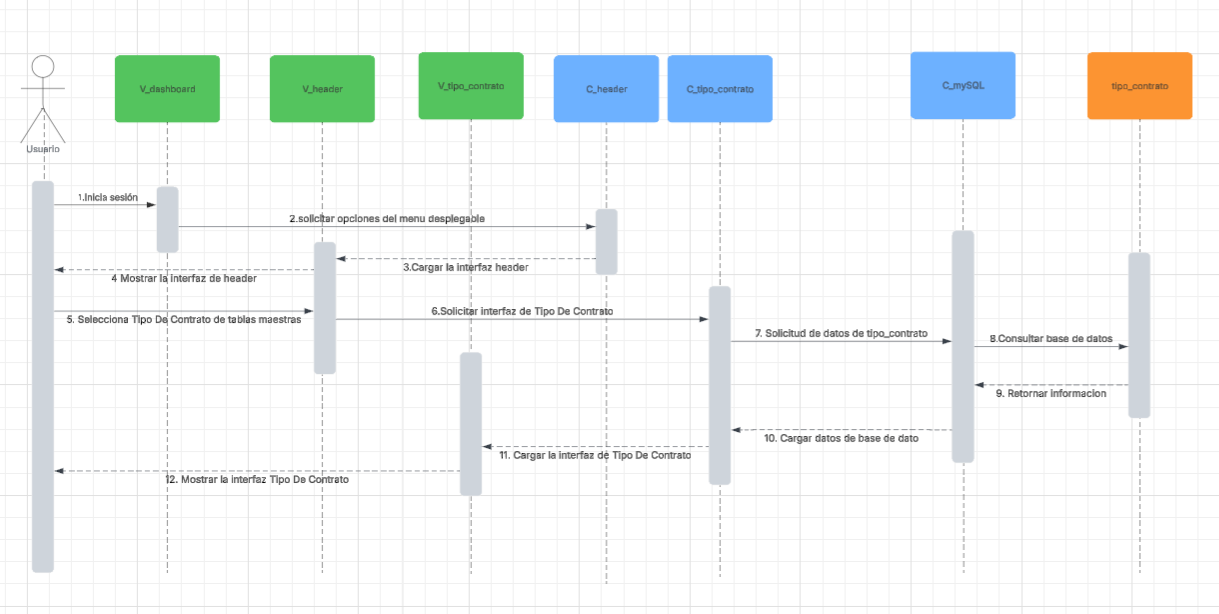 V_dashboard
V_header
V_tipo_contrato
C_header
C_tipo_contrato
C_mySQL
tipo_contrato
Usuario
1.Inicia sesión
2.solicitar opciones del menu desplegable
3.Cargar la interfaz header
4 Mostrar la interfaz de header
5. Selecciona Tipo De Contrato de tablas maestras
6.Solicitar interfaz de Tipo De Contrato
7. Solicitud de datos de tipo_contrato
8.Consultar base de datos
9. Retornar informacion
10. Cargar datos de base de dato
11. Cargar la interfaz de Tipo De Contrato
12. Mostrar la interfaz Tipo De Contrato